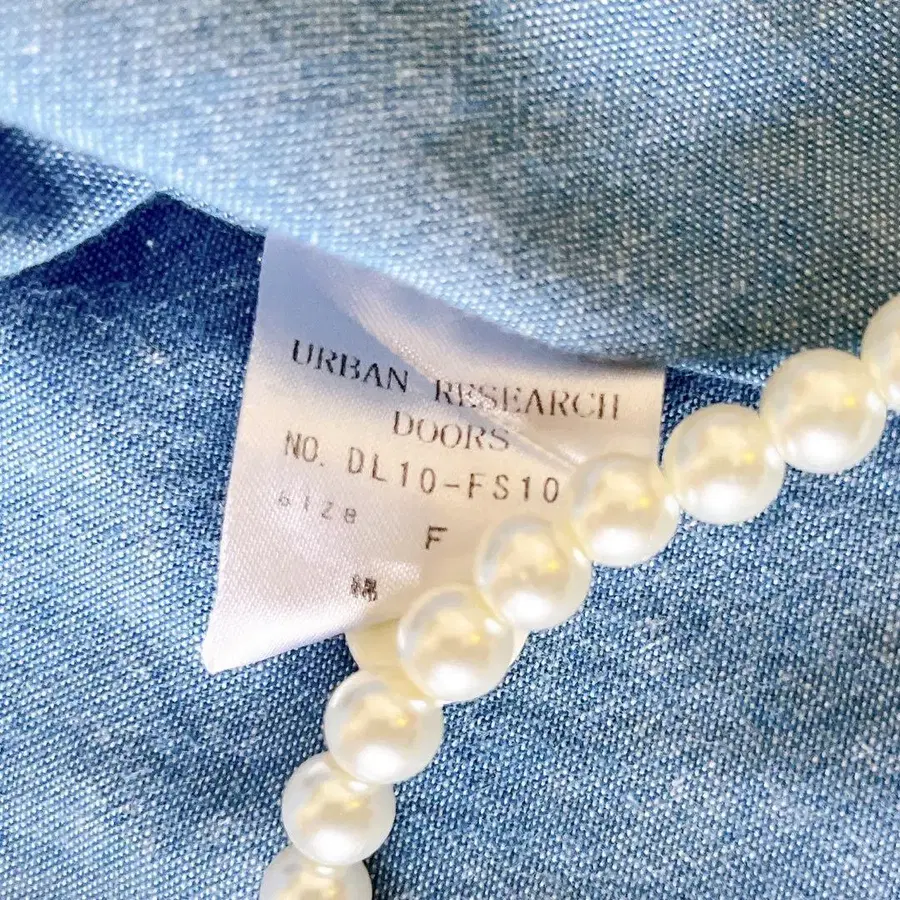 URBAN RESEARCH
DOORS
NO. DL10-FS10
SIZE F
綿